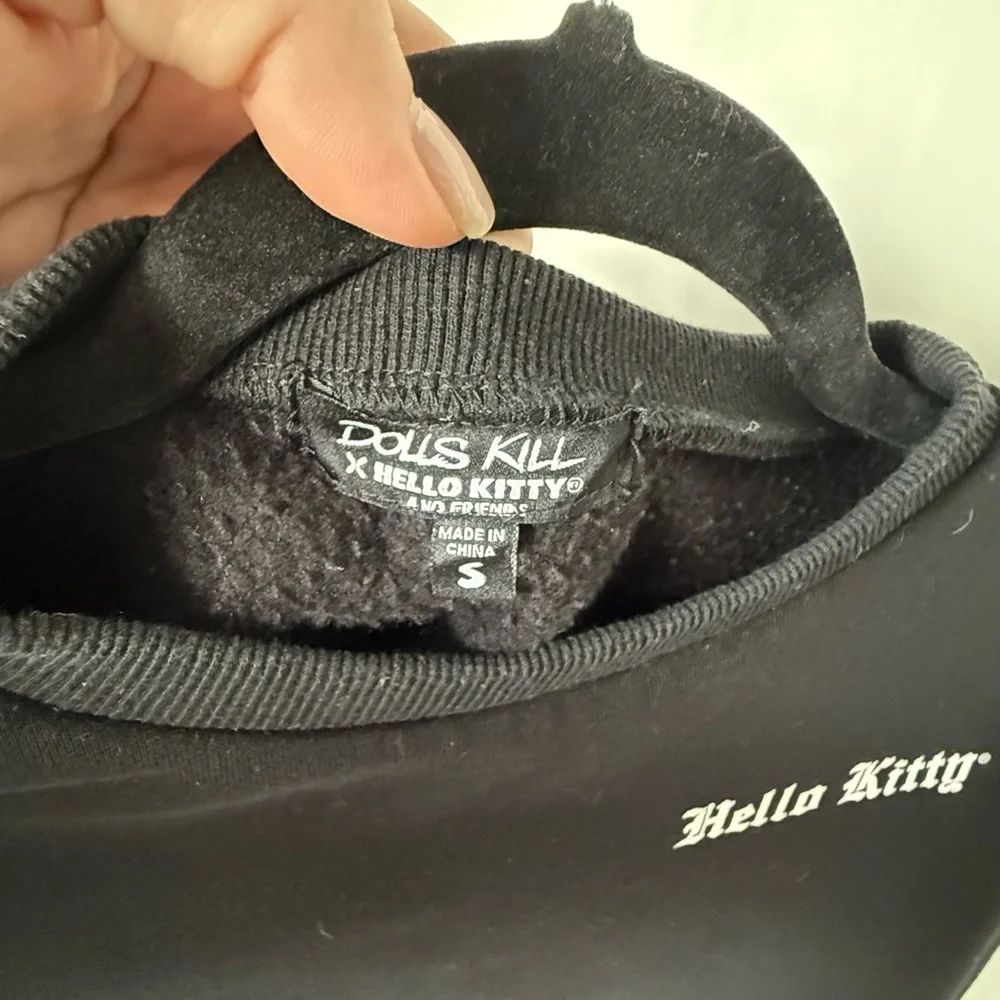 DOLLS KILL
X HELLO KITTY®
AND FRIENDS
MADE IN
CHINA
S
Hello Kitty®